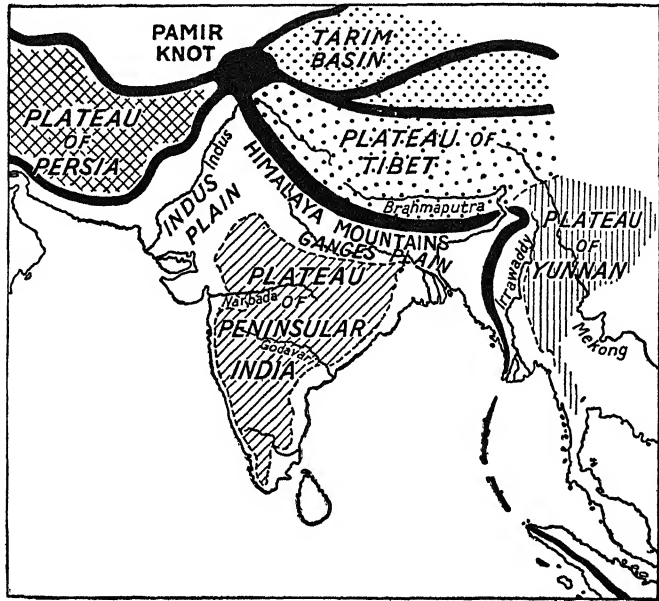 PAMIR
KNOT
TARIM
BASIN
PLATEAU
OF
PERSIA
PLATEAU OF
TIBET
Indus
INDUS
PLAIN
HIMALAYA MOUNTAINS
Brahmaputra
GANGES PLAIN
PLATEAU
OF
YUNNAN
Irrawaddy
Mekong
PLATEAU
Narbada
OF
PENINSULAR
Godavari
INDIA